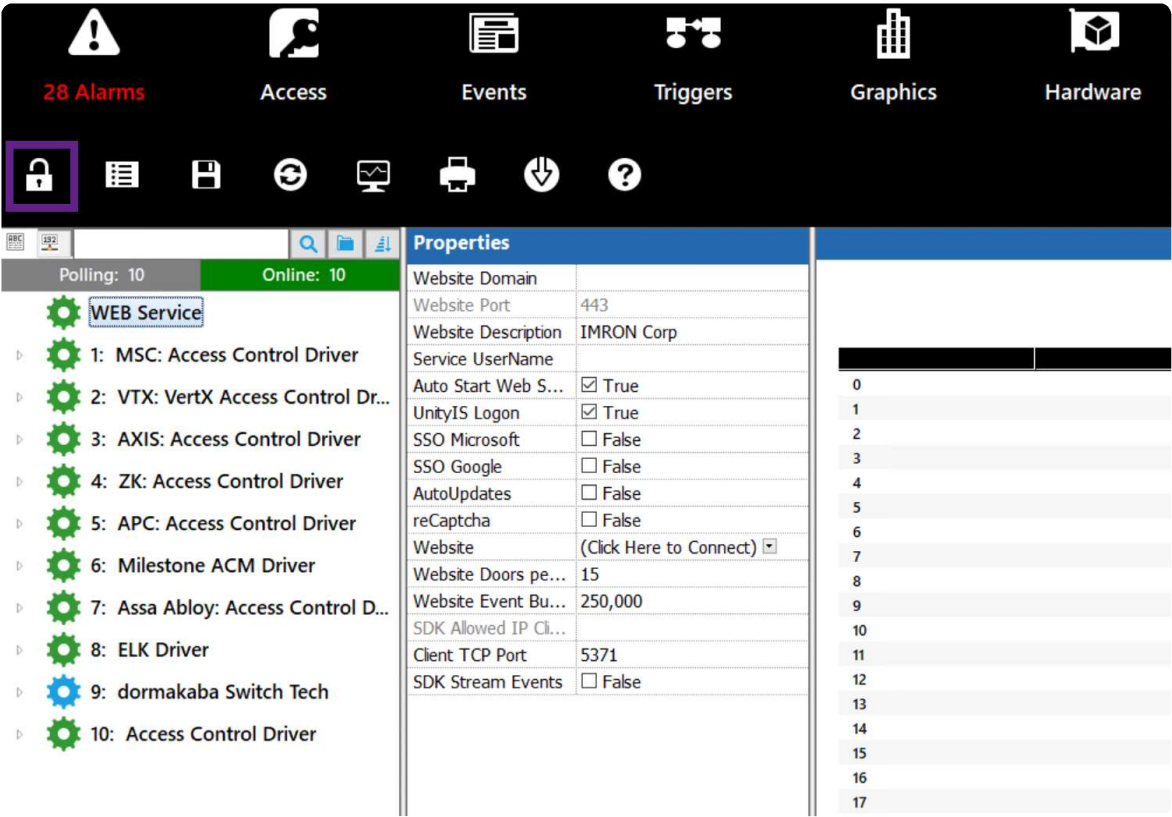 28 Alarms
Access
Events
Triggers
Graphics
Hardware
ABC
192
Polling: 10
Online: 10
WEB Service
1: MSC: Access Control Driver
2: VTX: VertX Access Control Dr...
3: AXIS: Access Control Driver
4: ZK: Access Control Driver
5: APC: Access Control Driver
6: Milestone ACM Driver
7: Assa Abloy: Access Control D...
8: ELK Driver
9: dormakaba Switch Tech
10: Access Control Driver
Properties
Website Domain
Website Port 443
Website Description IMRON Corp
Service UserName
Auto Start Web S... True
UnityIS Logon True
SSO Microsoft False
SSO Google False
AutoUpdates False
reCaptcha False
Website (Click Here to Connect)
Website Doors pe... 15
Website Event Bu... 250,000
SDK Allowed IP Cli...
Client TCP Port 5371
SDK Stream Events False
0
1
2
3
4
5
6
7
8
9
10
11
12
13
14
15
16
17